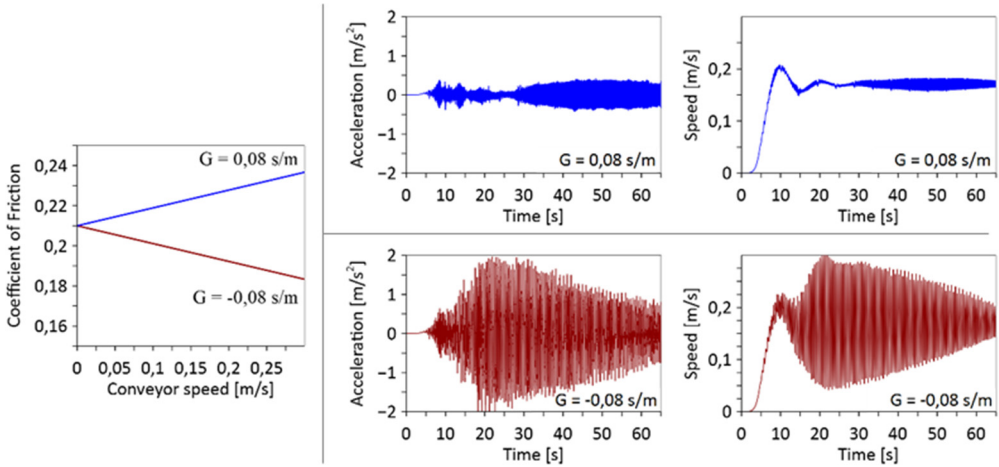 Coefficient of Friction
0,24
0,22
0,2
0,18
0,16
G = 0,08 s/m
G = -0,08 s/m
0 0,05 0,1 0,15 0,2 0,25
Conveyor speed [m/s]
Acceleration [m/s²]
2
1
0
−1
−2
G = 0,08 s/m
0 10 20 30 40 50 60
Time [s]
Speed [m/s]
0,2
0,1
0
G = 0,08 s/m
0 10 20 30 40 50 60
Time [s]
Acceleration [m/s²]
2
1
0
−1
−2
G = -0,08 m/s
0 10 20 30 40 50 60
Time [s]
Speed [m/s]
0,2
0,1
0
G = -0,08 m/s
0 10 20 30 40 50 60
Time [s]